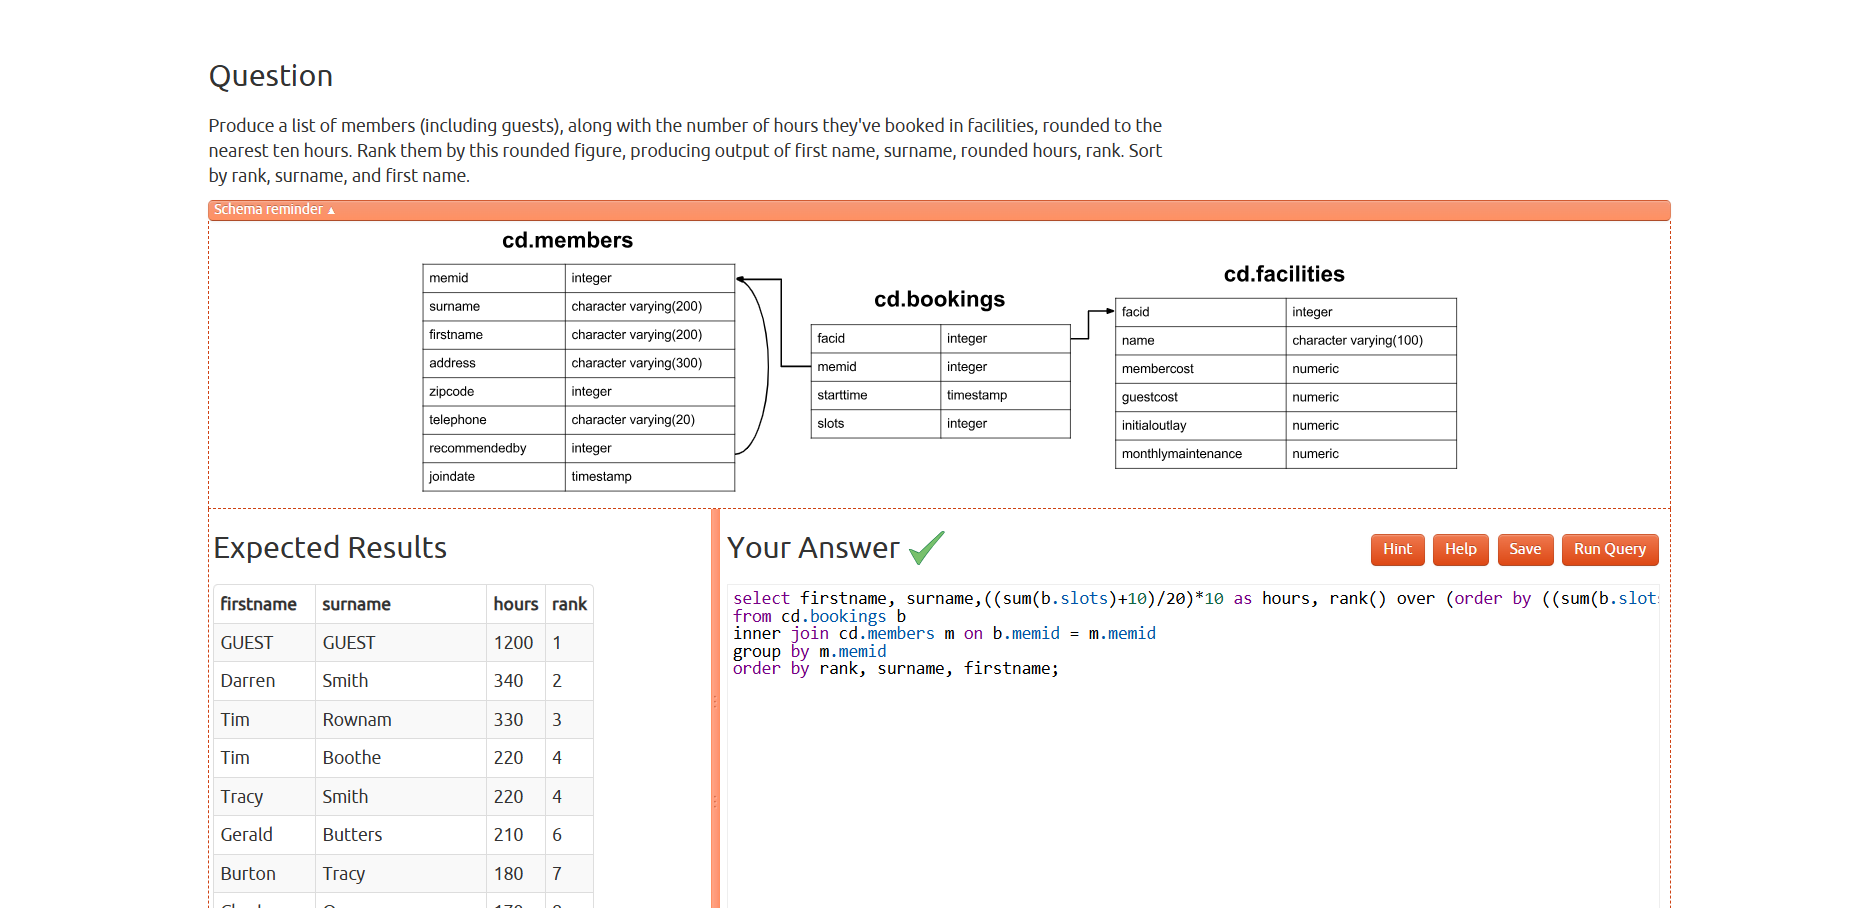 Question
Produce a list of members (including guests), along with the number of hours they've booked in facilities, rounded to the
nearest ten hours. Rank them by this rounded figure, producing output of first name, surname, rounded hours, rank. Sort
by rank, surname, and first name.
Schema reminder ▲
cd.members
memid integer
surname character varying(200)
firstname character varying(200)
address character varying(300)
zipcode integer
telephone character varying(20)
recommendedby integer
joindate timestamp
cd.bookings
facid integer
memid integer
starttime timestamp
slots integer
cd.facilities
facid integer
name character varying(100)
membercost numeric
guestcost numeric
initialoutlay numeric
monthlymaintenance numeric
Expected Results
firstname surname hours rank
GUEST GUEST 1200 1
Darren Smith 340 2
Tim Rownam 330 3
Tim Boothe 220 4
Tracy Smith 220 4
Gerald Butters 210 6
Burton Tracy 180 7
Your Answer
Hint Help Save Run Query
select firstname, surname,((sum(b.slots)+10)/20)*10 as hours, rank() over (order by ((sum(b.slot
from cd.bookings b
inner join cd.members m on b.memid = m.memid
group by m.memid
order by rank, surname, firstname;